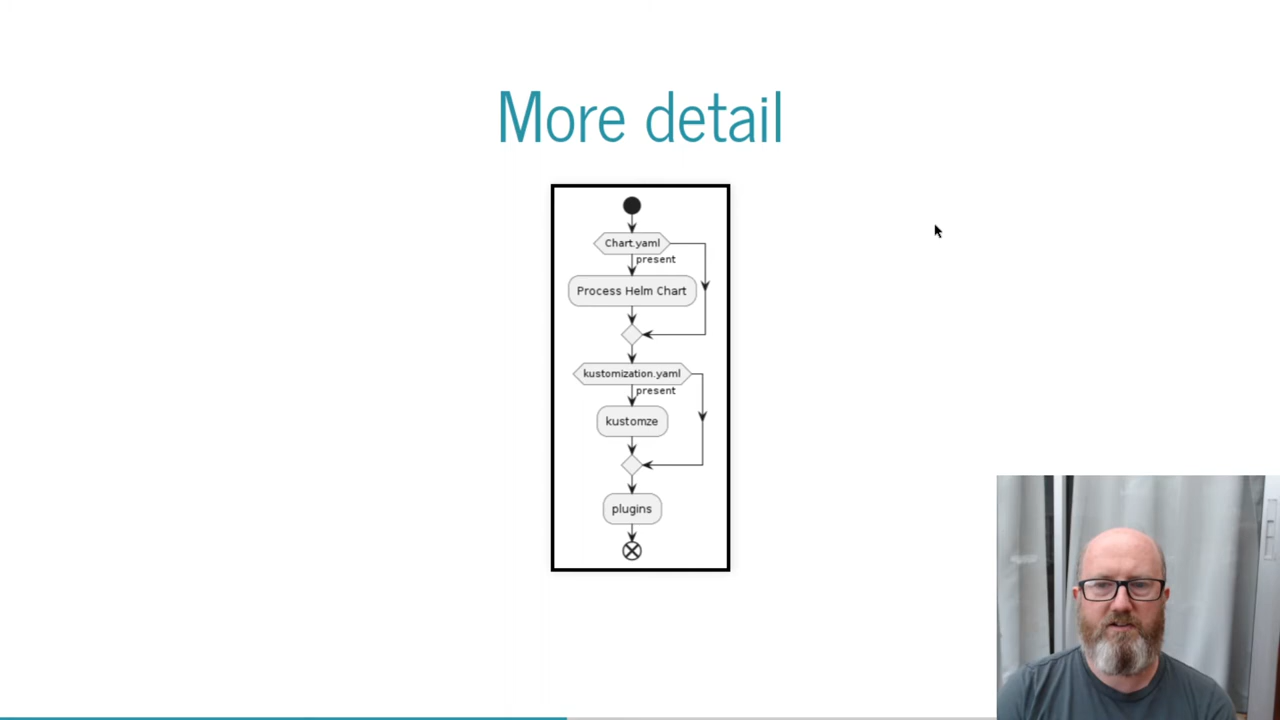 More detail
Chart.yaml
present
Process Helm Chart
kustomization.yaml
present
kustomze
plugins